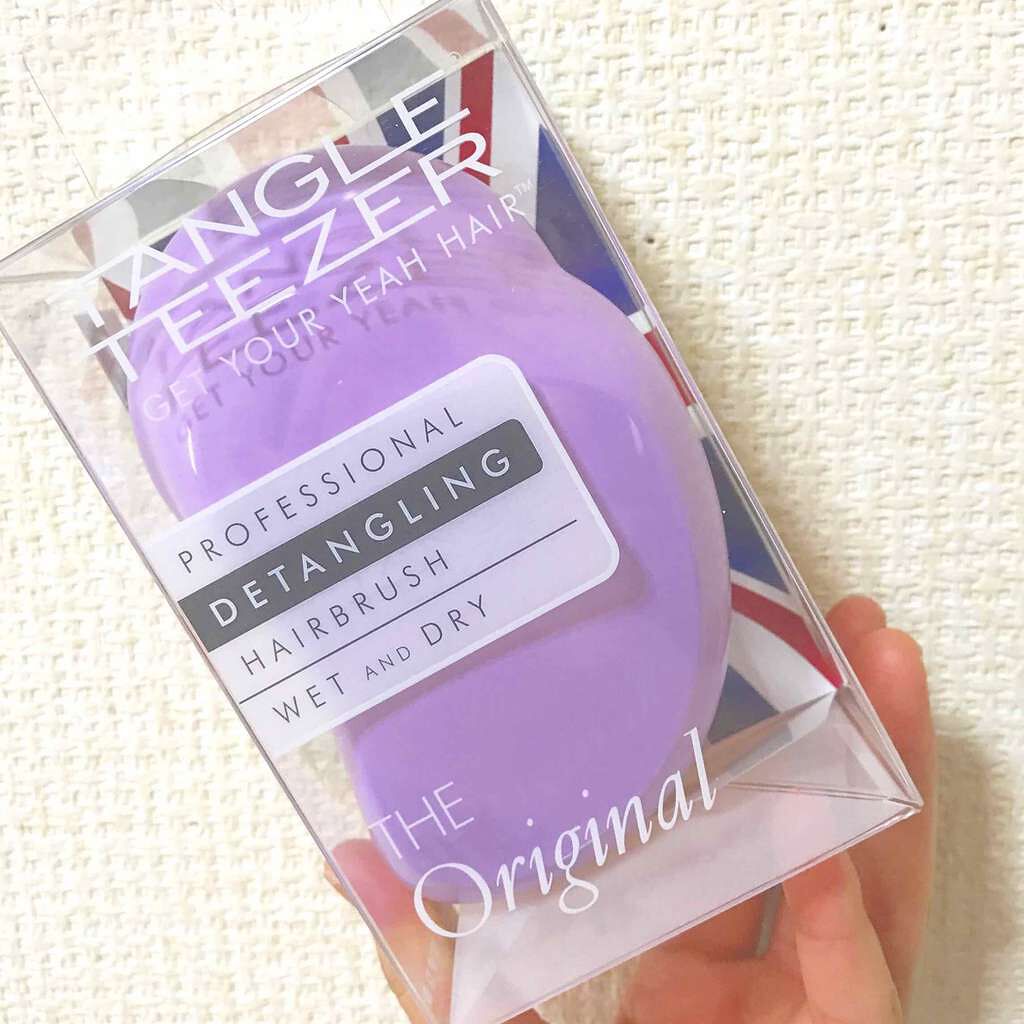 TANGLE
TEEZER
GET YOUR YEAH HAIR™
PROFESSIONAL
DETANGLING
HAIRBRUSH
WET AND DRY
THE
Original